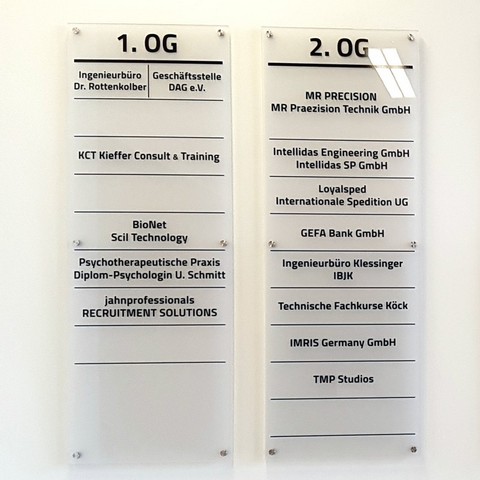 1. OG
Ingenieurbüro
Dr. Rottenkolber
Geschäftsstelle
DAG e.V.
KCT Kieffer Consult & Training
BioNet
Scil Technology
Psychotherapeutische Praxis
Diplom-Psychologin U. Schmitt
jahnprofessionals
RECRUITMENT SOLUTIONS
2. OG
MR PRECISION
MR Praezision Technik GmbH
Intellidas Engineering GmbH
Intellidas SP GmbH
Loyalsped
Internationale Spedition UG
GEFA Bank GmbH
Ingenieurbüro Klessinger
IBJK
Technische Fachkurse Köck
IMRIS Germany GmbH
TMP Studios